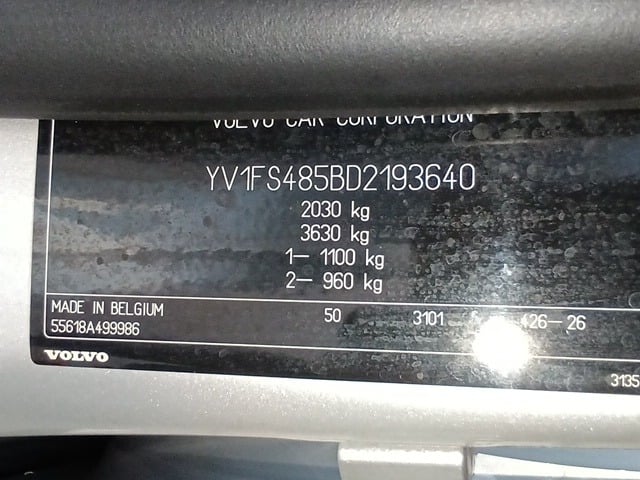 VOLVO CAR CORPORATION
YV1FS485BD2193640
2030 kg
3630 kg
1– 1100 kg
2– 960 kg
MADE IN BELGIUM 50 3101 426–26
55618A499986
VOLVO
3135